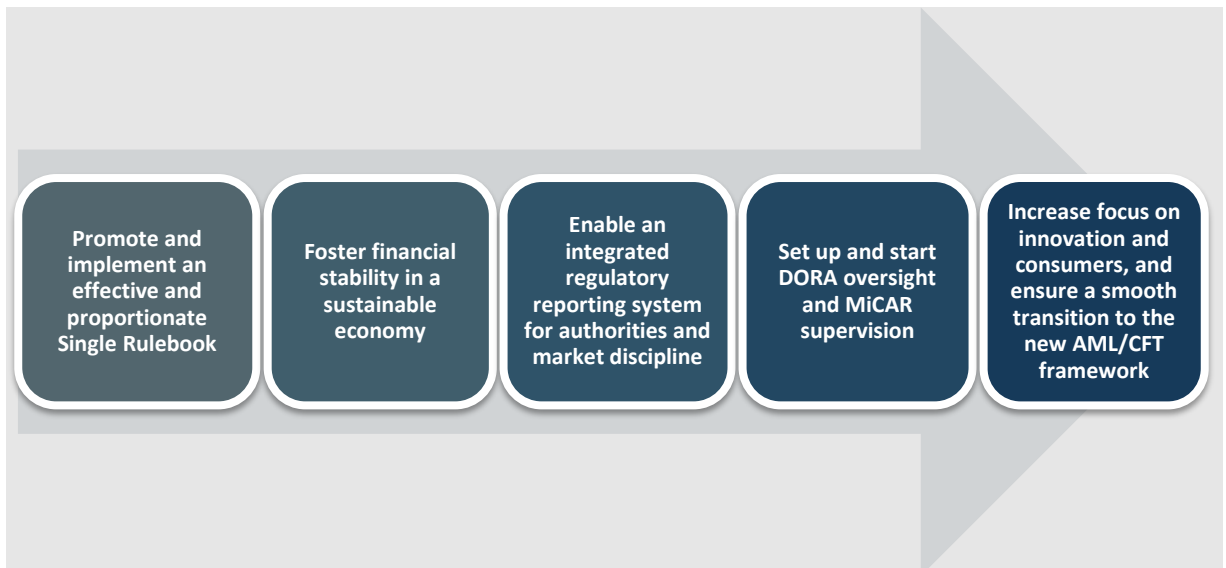 Promote and
implement an
effective and
proportionate
Single Rulebook
Foster financial
stability in a
sustainable
economy
Enable an
integrated
regulatory
reporting system
for authorities and
market discipline
Set up and start
DORA oversight
and MiCAR
supervision
Increase focus on
innovation and
consumers, and
ensure a smooth
transition to the
new AML/CFT
framework